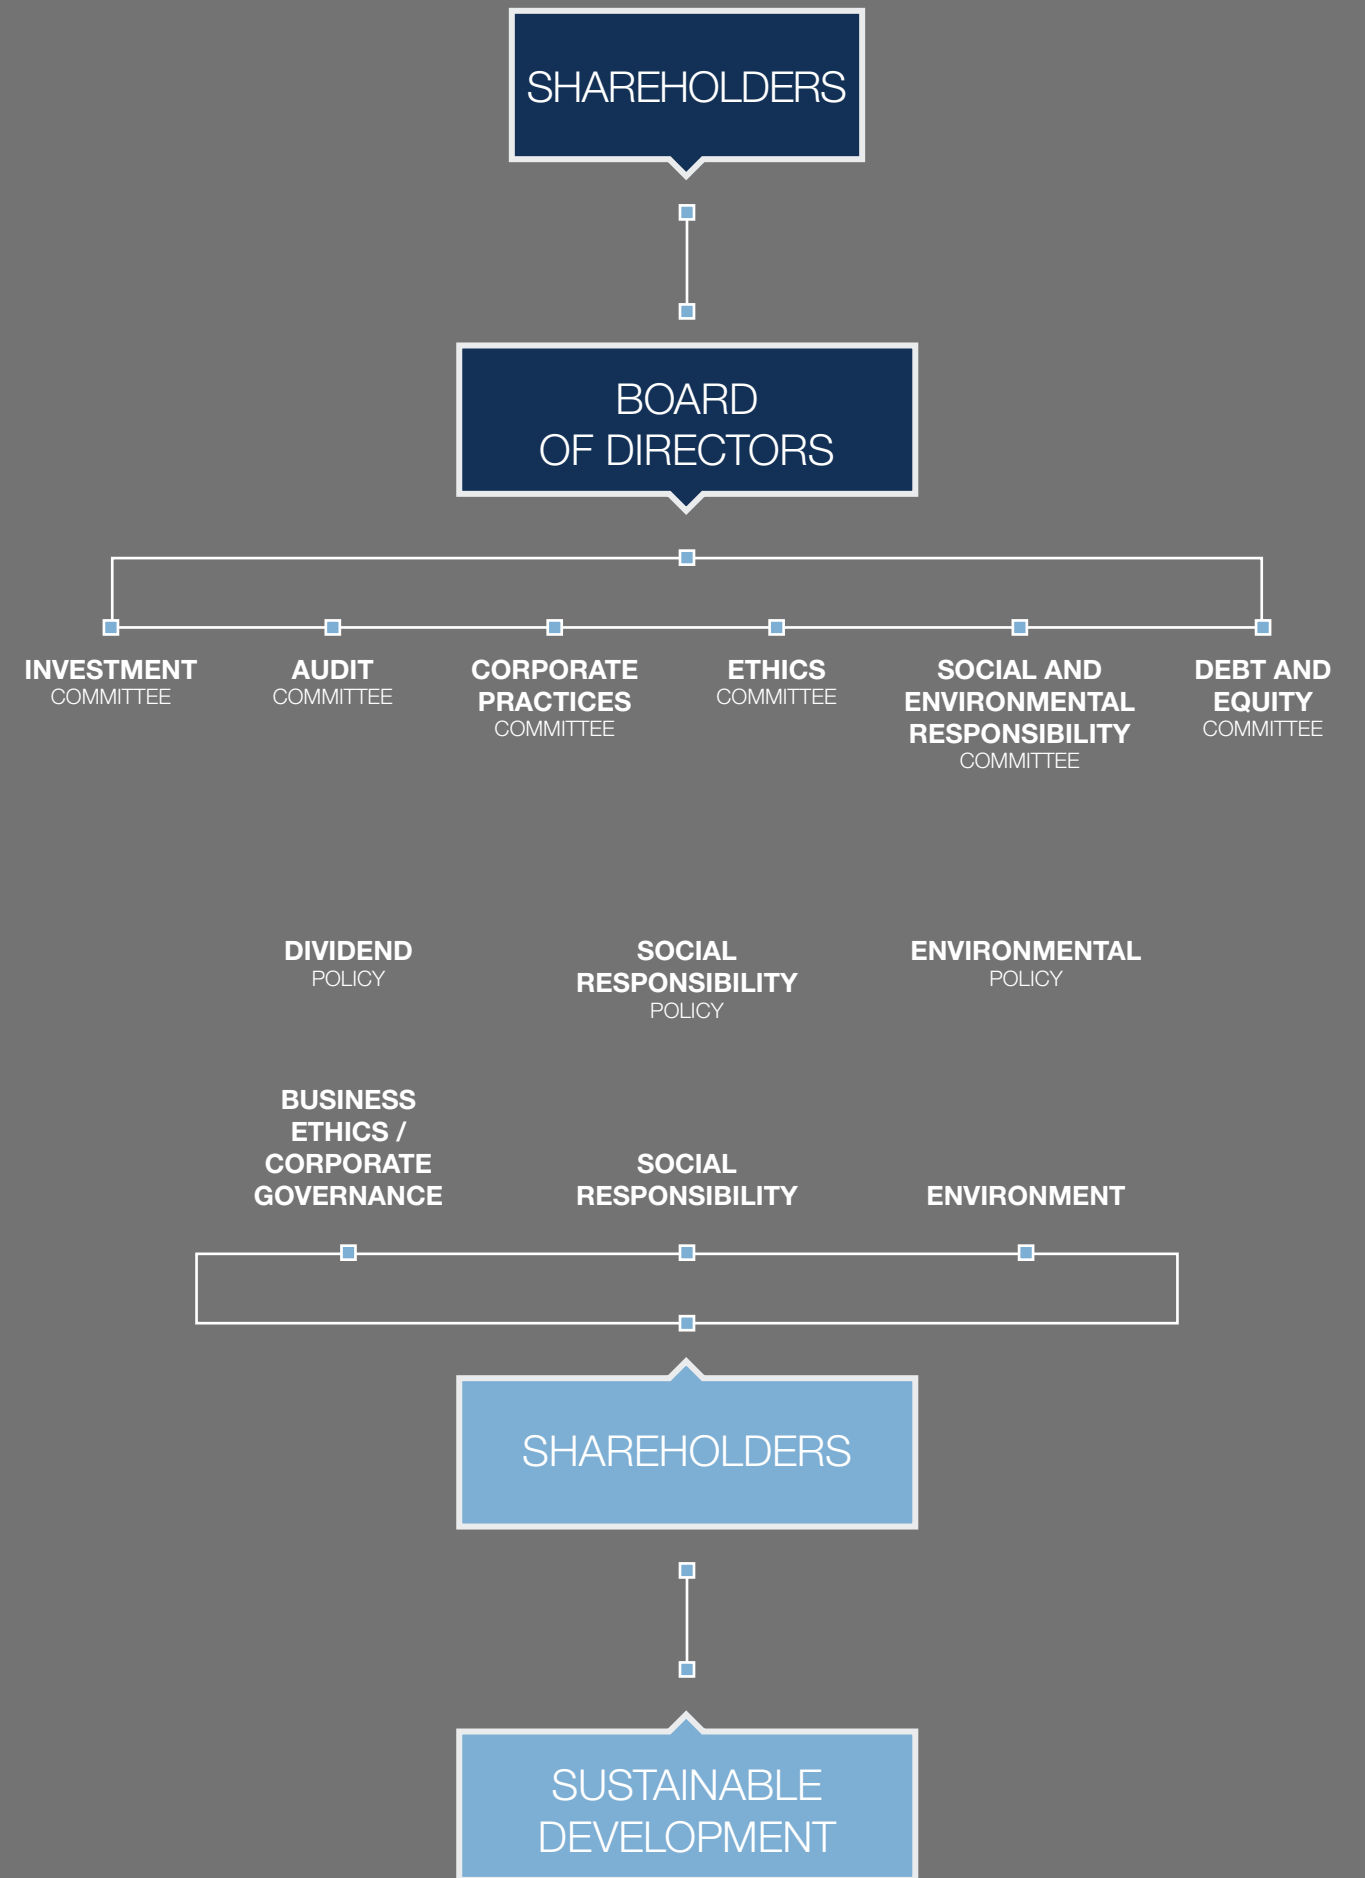 SHAREHOLDERS
BOARD
OF DIRECTORS
INVESTMENT
COMMITTEE
AUDIT
COMMITTEE
CORPORATE
PRACTICES
COMMITTEE
ETHICS
COMMITTEE
SOCIAL AND
ENVIRONMENTAL
RESPONSIBILITY
COMMITTEE
DEBT AND
EQUITY
COMMITTEE
DIVIDEND
POLICY
SOCIAL
RESPONSIBILITY
POLICY
ENVIRONMENTAL
POLICY
BUSINESS
ETHICS /
CORPORATE
GOVERNANCE
SOCIAL
RESPONSIBILITY
ENVIRONMENT
SHAREHOLDERS
SUSTAINABLE
DEVELOPMENT